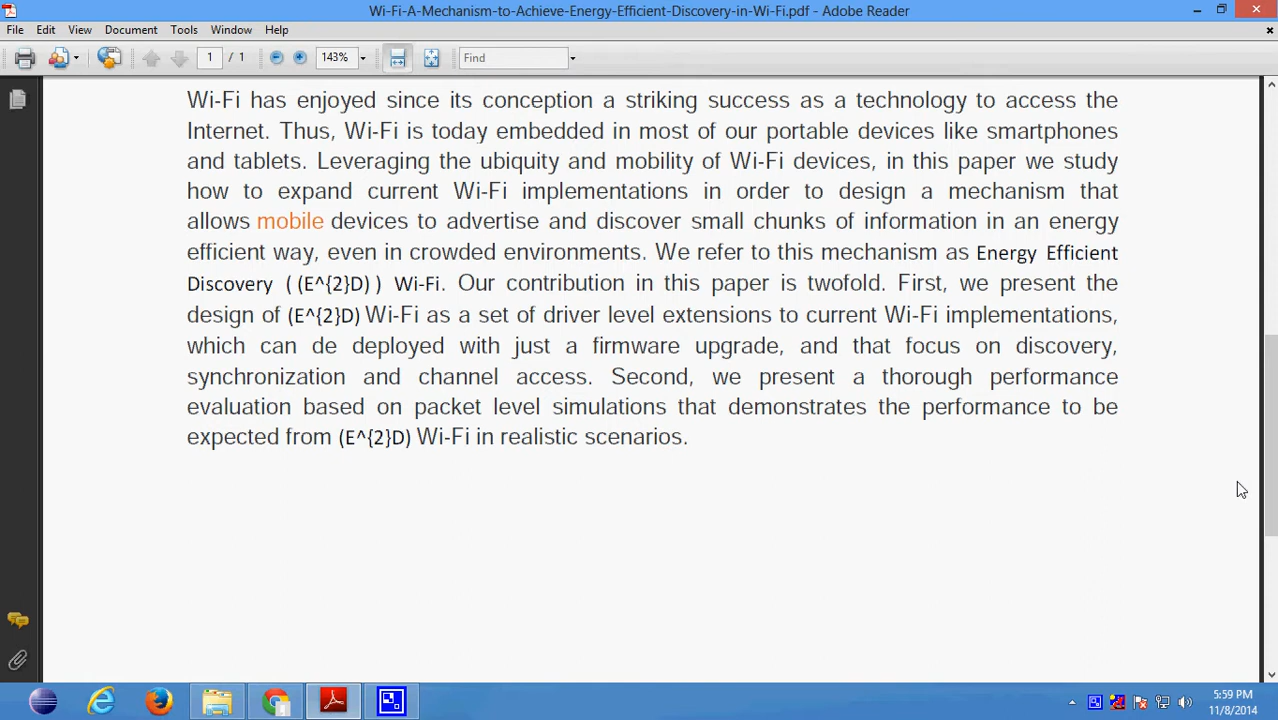 Wi-Fi-A-Mechanism-to-Achieve-Energy-Efficient-Discovery-in-Wi-Fi.pdf - Adobe Reader
File Edit View Document Tools Window Help
1 / 1 143% Find
Wi-Fi has enjoyed since its conception a striking success as a technology to access the
Internet. Thus, Wi-Fi is today embedded in most of our portable devices like smartphones
and tablets. Leveraging the ubiquity and mobility of Wi-Fi devices, in this paper we study
how to expand current Wi-Fi implementations in order to design a mechanism that
allows mobile devices to advertise and discover small chunks of information in an energy
efficient way, even in crowded environments. We refer to this mechanism as Energy Efficient
Discovery ( (E^{2}D) ) Wi-Fi. Our contribution in this paper is twofold. First, we present the
design of (E^{2}D) Wi-Fi as a set of driver level extensions to current Wi-Fi implementations,
which can de deployed with just a firmware upgrade, and that focus on discovery,
synchronization and channel access. Second, we present a thorough performance
evaluation based on packet level simulations that demonstrates the performance to be
expected from (E^{2}D) Wi-Fi in realistic scenarios.
5:59 PM
11/8/2014